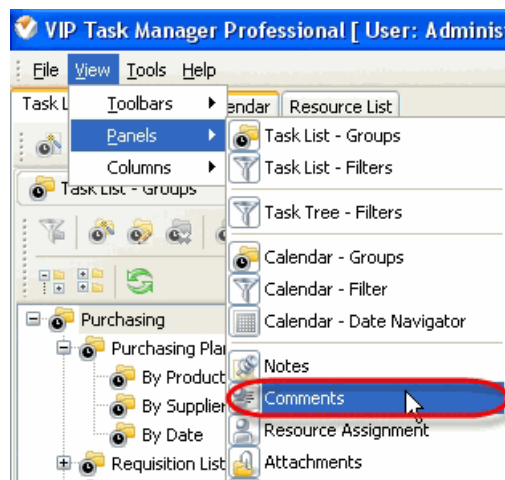 VIP Task Manager Professional [ User: Adminis
File View Tools Help
Task L
endar
Resource List
Toolbars
Panels
Columns
Task List - Groups
Task List - Filters
Task Tree - Filters
Calendar - Groups
Calendar - Filter
Calendar - Date Navigator
Notes
Comments
Resource Assignment
Attachments
Task List - Groups
Purchasing
Purchasing Pla
By Product
By Supplier
By Date
Requisition List